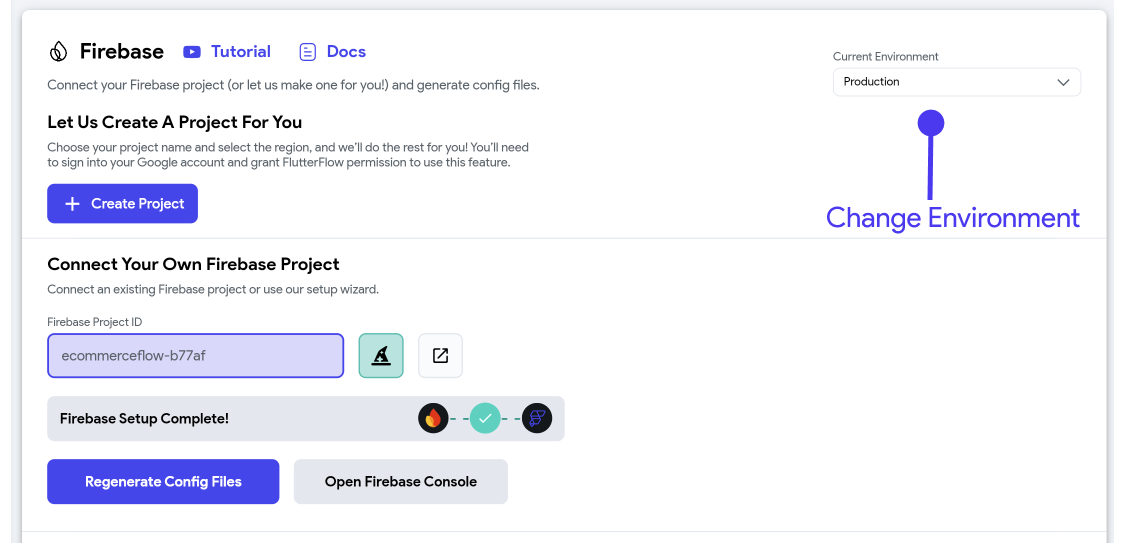 Firebase Tutorial Docs
Connect your Firebase project (or let us make one for you!) and generate config files.
Current Environment
Production
Change Environment
Let Us Create A Project For You
Choose your project name and select the region, and we'll do the rest for you! You'll need
to sign into your Google account and grant FlutterFlow permission to use this feature.
Create Project
Connect Your Own Firebase Project
Connect an existing Firebase project or use our setup wizard.
Firebase Project ID
ecommerceflow-b77af
Firebase Setup Complete!
Regenerate Config Files
Open Firebase Console